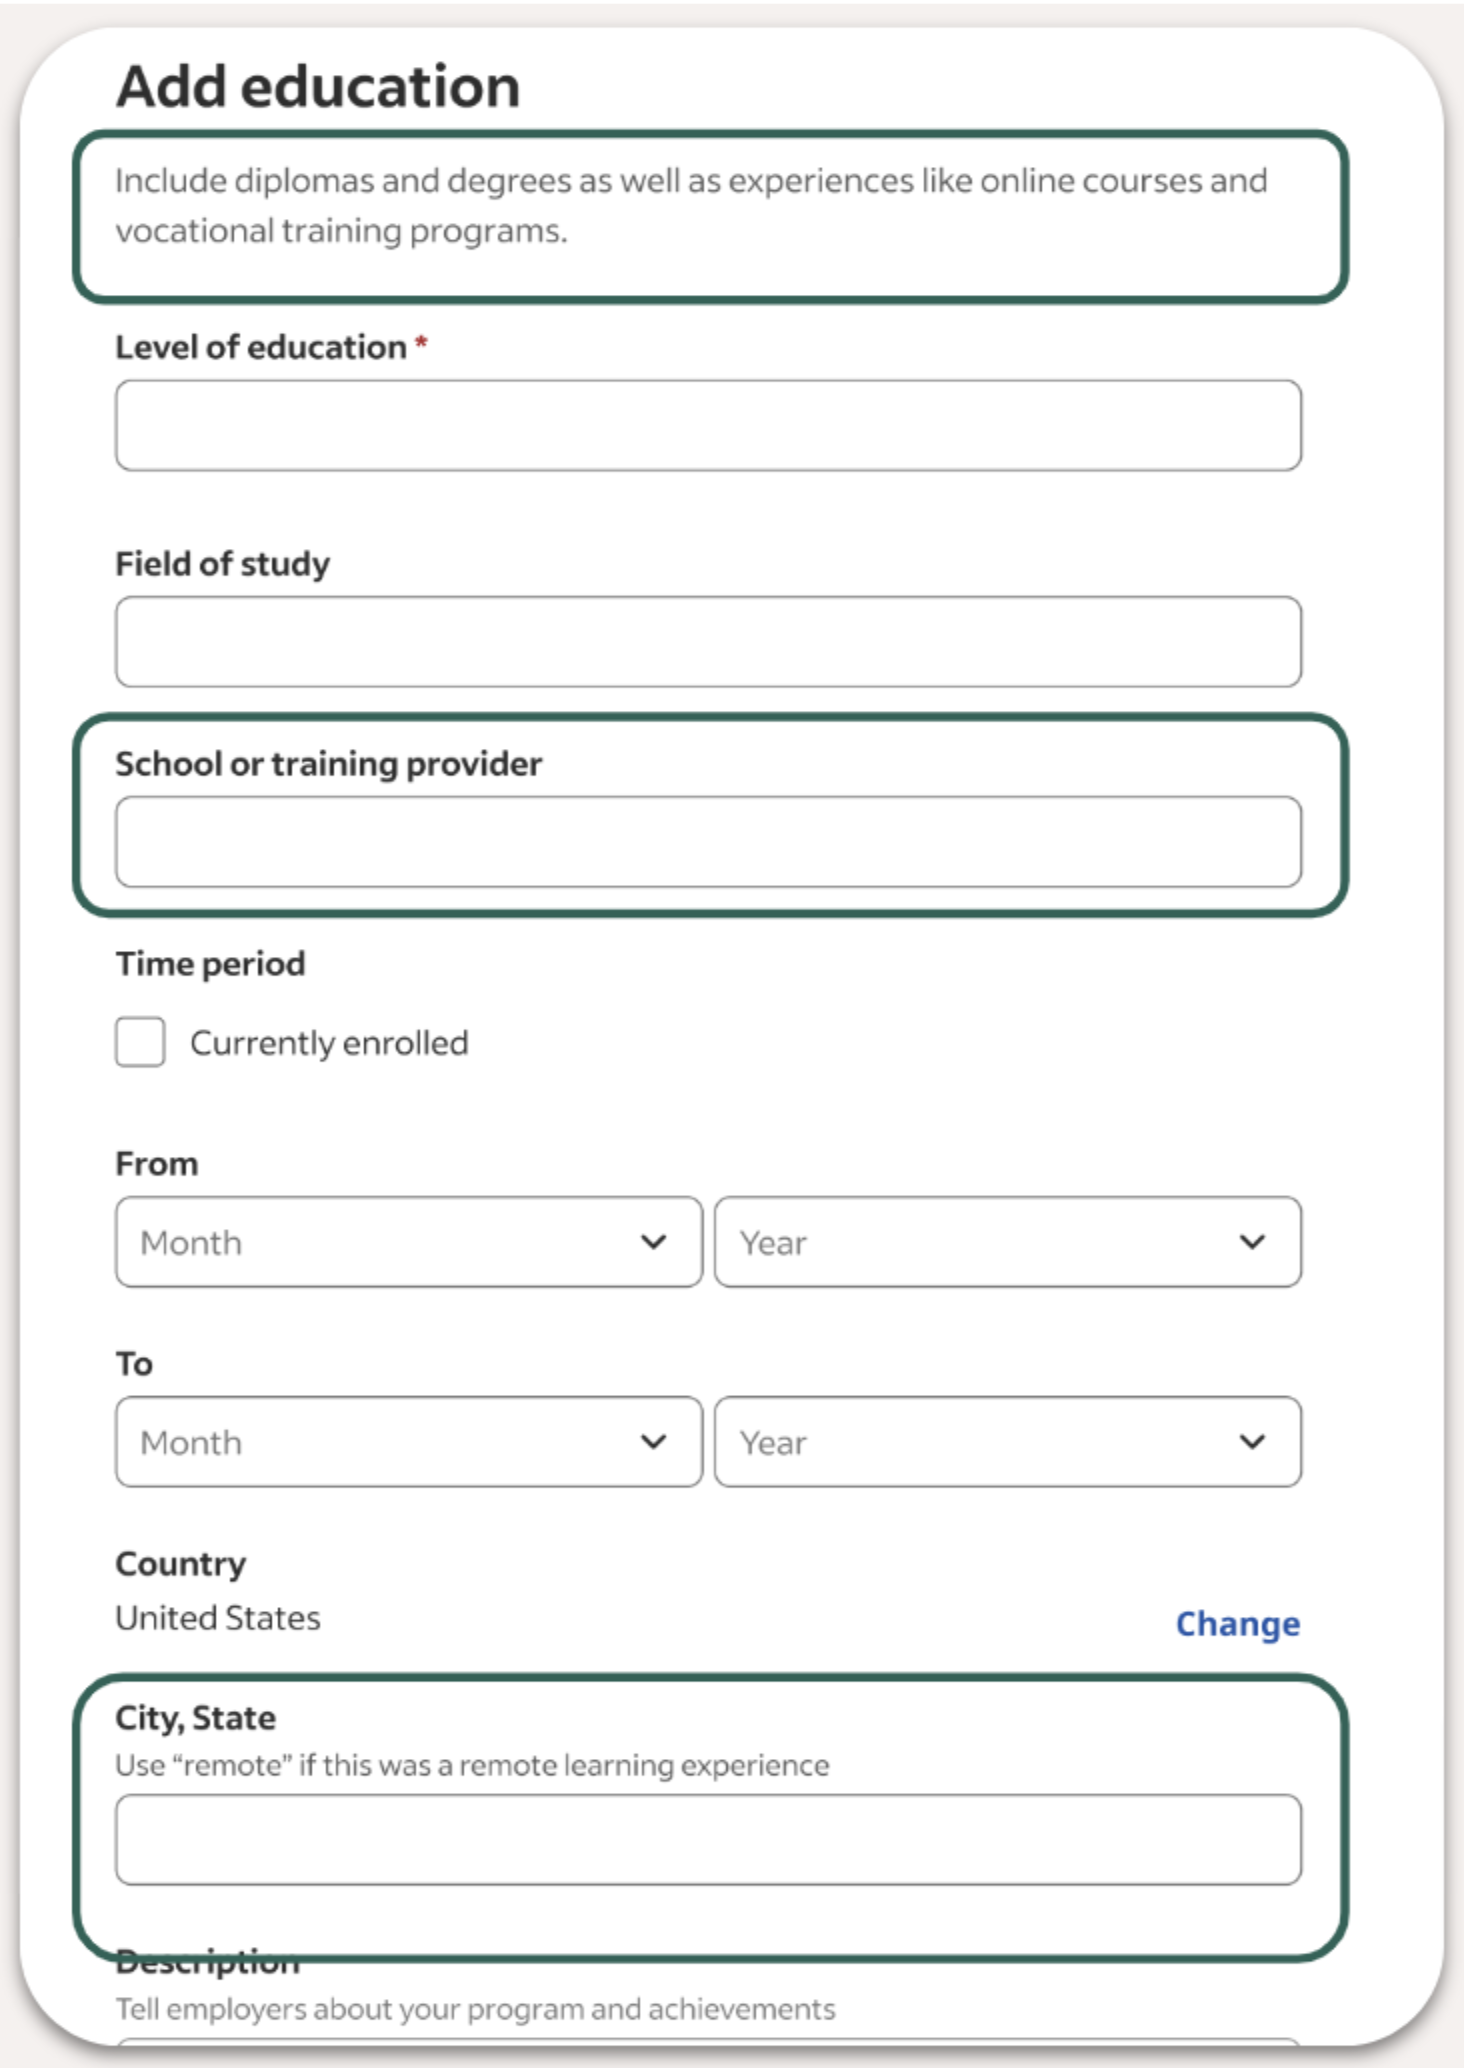 Add education
Include diplomas and degrees as well as experiences like online courses and
vocational training programs.
Level of education *
Field of study
School or training provider
Time period
Currently enrolled
From
Month
Year
To
Month
Year
Country
United States
Change
City, State
Use “remote” if this was a remote learning experience
Description
Tell employers about your program and achievements